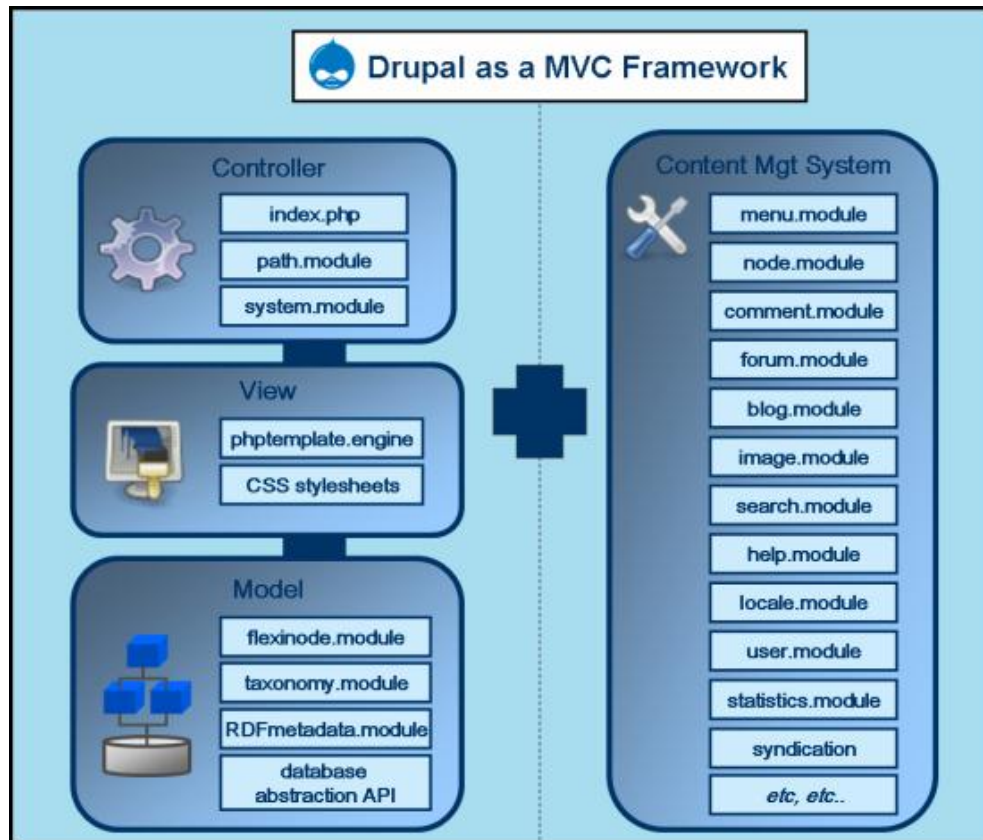 Drupal as a MVC Framework
Controller
index.php
path.module
system.module
View
phptemplate.engine
CSS stylesheets
Model
flexinode.module
taxonomy.module
RDFmetadata.module
database
abstraction API
Content Mgt System
menu.module
node.module
comment.module
forum.module
blog.module
image.module
search.module
help.module
locale.module
user.module
statistics.module
syndication
etc, etc..